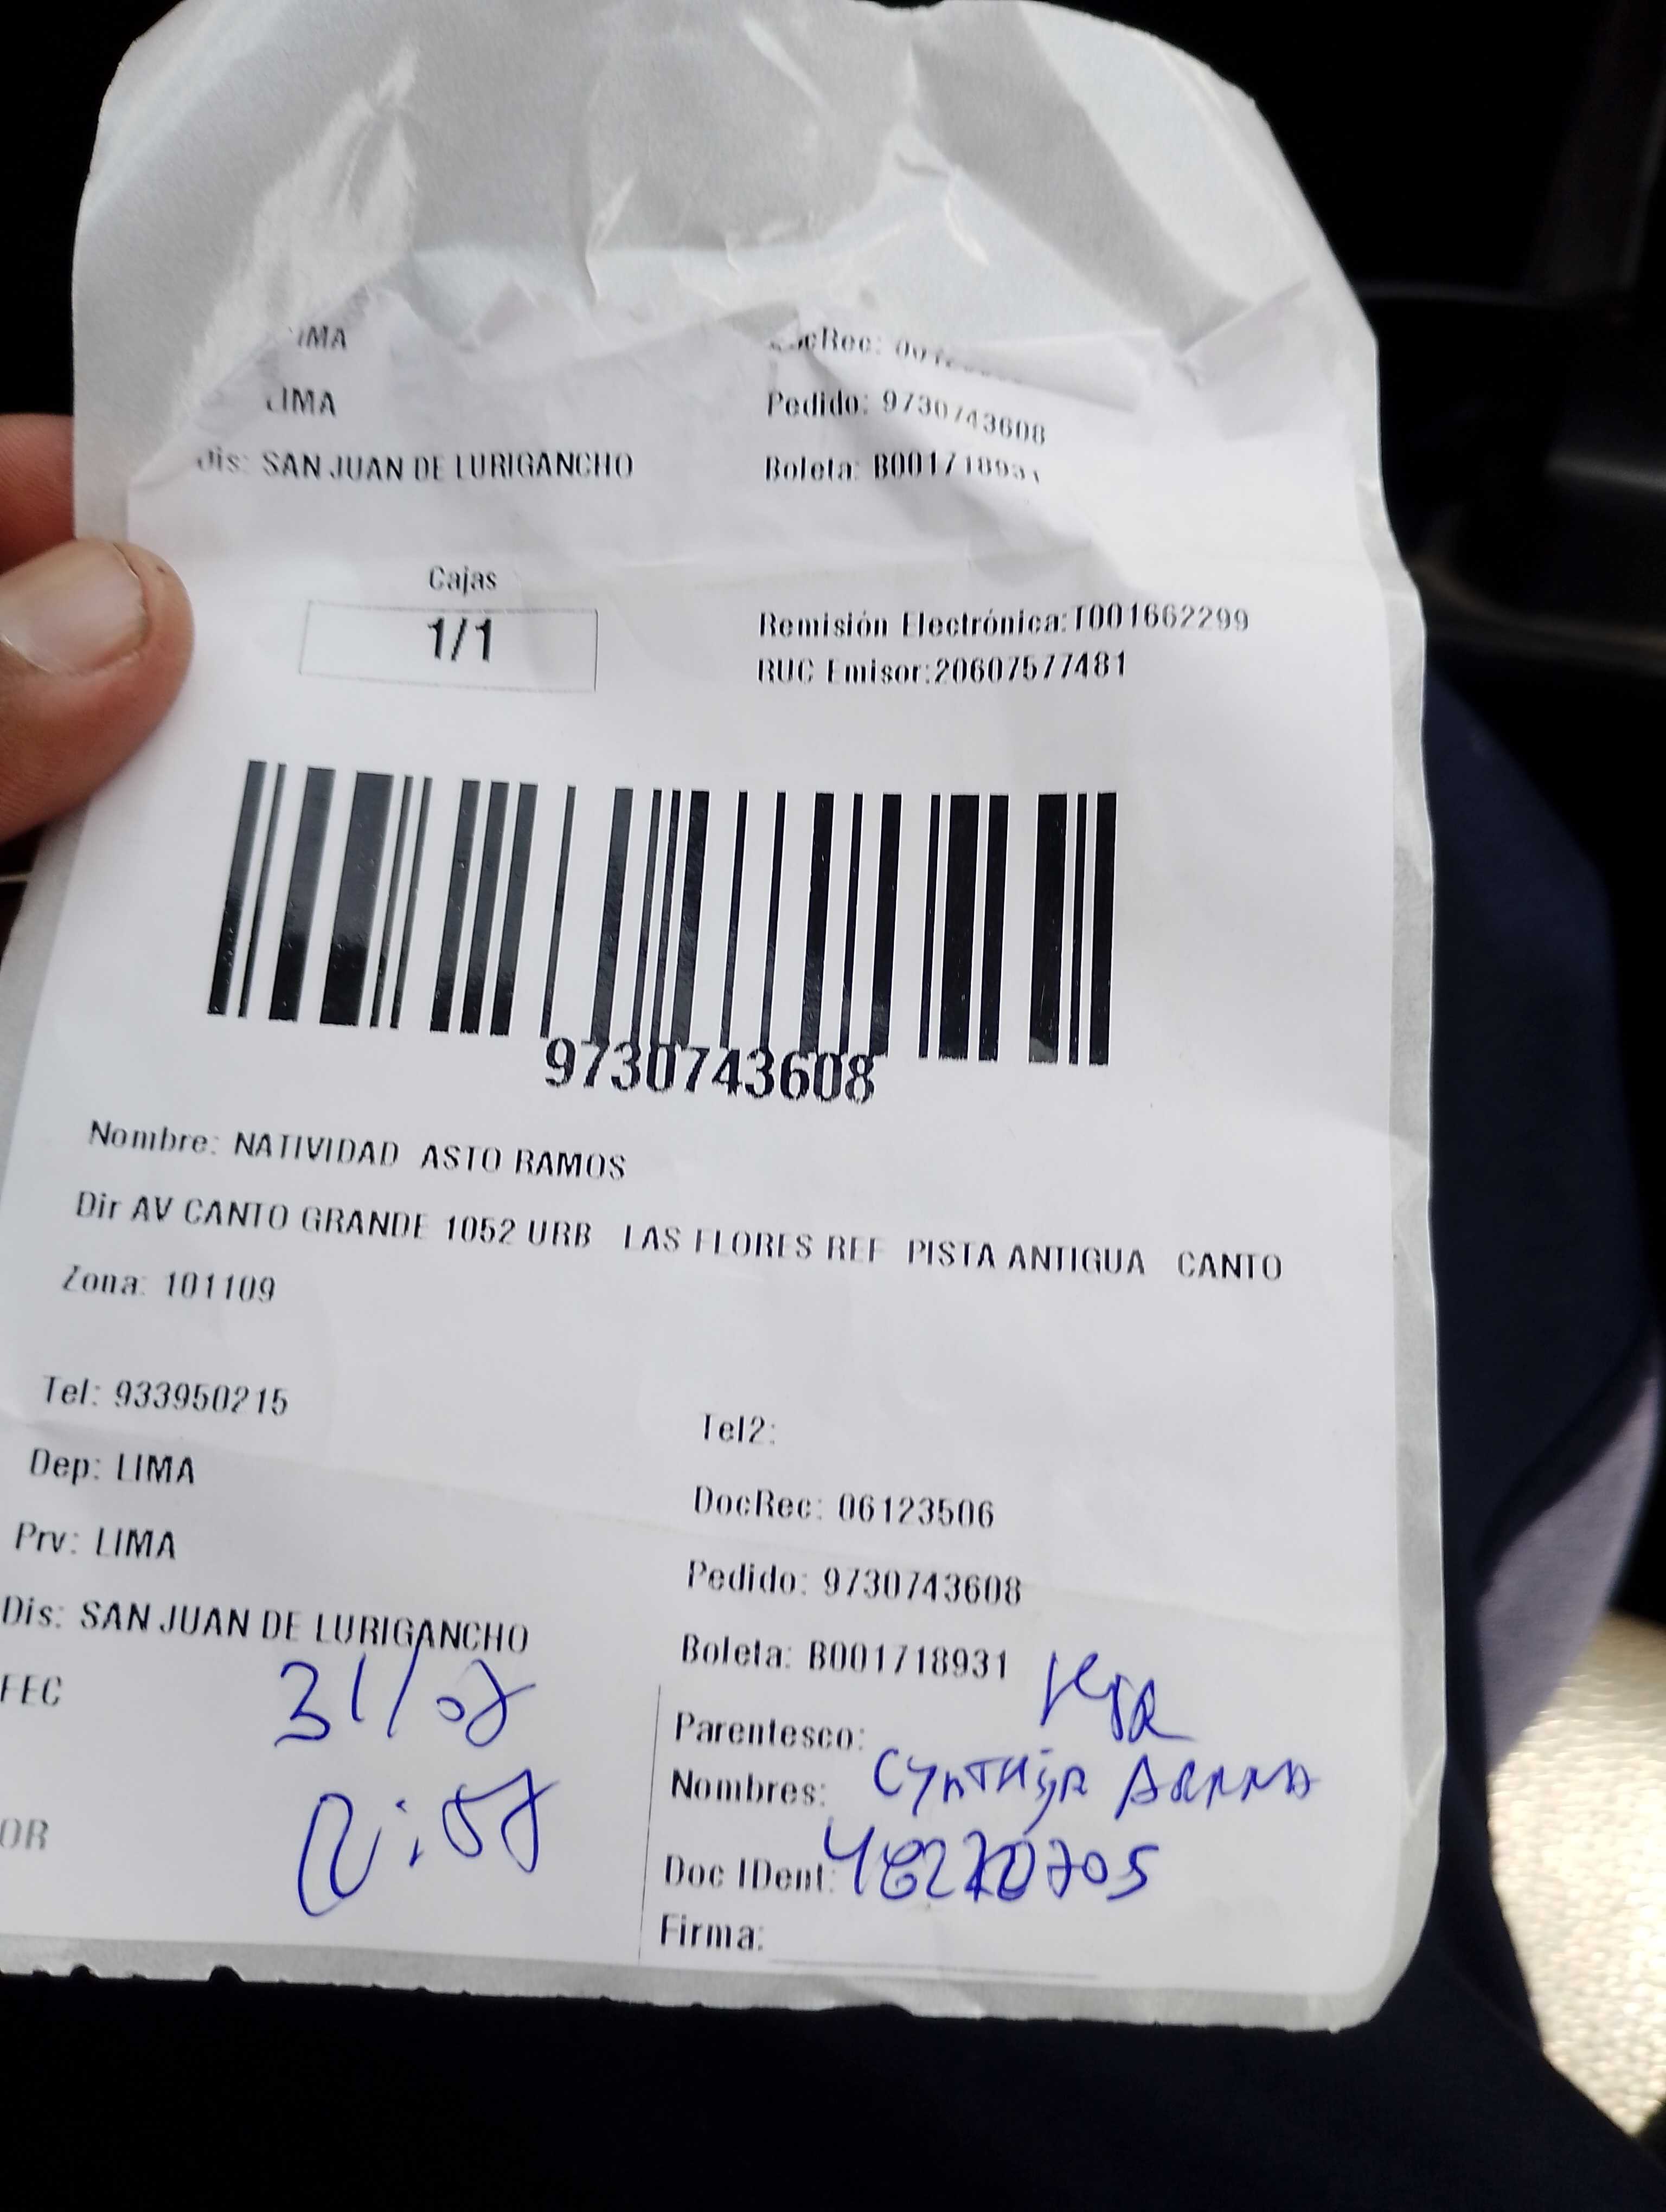 LIMA
Pedido: 9730743608
LIMA
Dis: SAN JUAN DE LURIGANCHO
Boleta: B001718931
Cajas
1/1
Remisión Electrónica:T001662299
RUC Emisor:20607577481
9730743608
Nombre: NATIVIDAD ASTO RAMOS
Dir AV CANTO GRANDE 1052 URB LAS FLORES REF PISTA ANTIGUA CANTO
Zona: 101109
Tel: 933950215
Tel2:
Dep: LIMA
DocRec: 06123506
Prv: LIMA
Pedido: 9730743608
Dis: SAN JUAN DE LURIGANCHO
Boleta: B001718931
FEC 31/07
Parentesco:
Nombres:
Doc IDent:
OR
Firma: